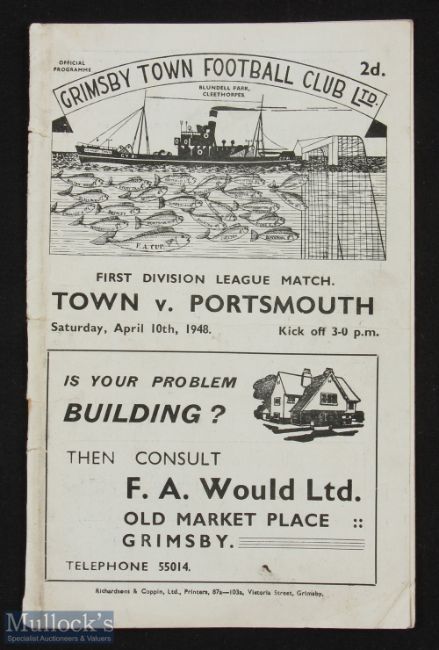 OFFICIAL
PROGRAMME
2d.
GRIMSBY TOWN FOOTBALL CLUB LTD.
BLUNDELL PARK,
CLEETHORPES
F. A. CUP
FIRST DIVISION LEAGUE MATCH.
TOWN v. PORTSMOUTH
Saturday, April 10th, 1948. Kick off 3-0 p.m.
IS YOUR PROBLEM
BUILDING?
THEN CONSULT
F. A. Would Ltd.
OLD MARKET PLACE ::
GRIMSBY.
TELEPHONE 55014.
Richardsons & Coppin, Ltd., Printers, 87a—103a, Victoria Street, Grimsby.
Mullock's
Specialist Auctioneers & Valuers